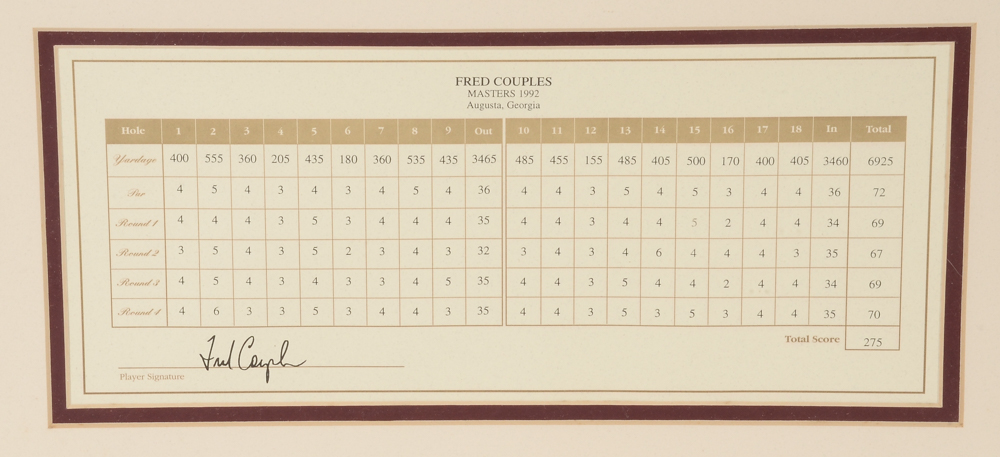 FRED COUPLES
MASTERS 1992
Augusta, Georgia
Hole 1 2 3 4 5 6 7 8 9 Out 10 11 12 13 14 15 16 17 18 In Total
Yardage 400 555 360 205 435 180 360 535 435 3465 485 455 155 485 405 500 170 400 405 3460 6925
Par 4 5 4 3 4 3 4 5 4 36 4 4 3 5 4 5 3 4 4 36 72
Round 1 4 4 4 3 5 3 4 4 4 35 4 4 3 4 4 5 2 4 4 34 69
Round 2 3 5 4 3 5 2 3 4 3 32 3 4 3 4 6 4 4 4 3 35 67
Round 3 4 5 4 3 4 3 3 4 5 35 4 4 3 5 4 4 2 4 4 34 69
Round 4 4 6 3 3 5 3 4 4 3 35 4 4 3 5 3 5 3 4 4 35 70
Total Score 275
Fred Couples
Player Signature